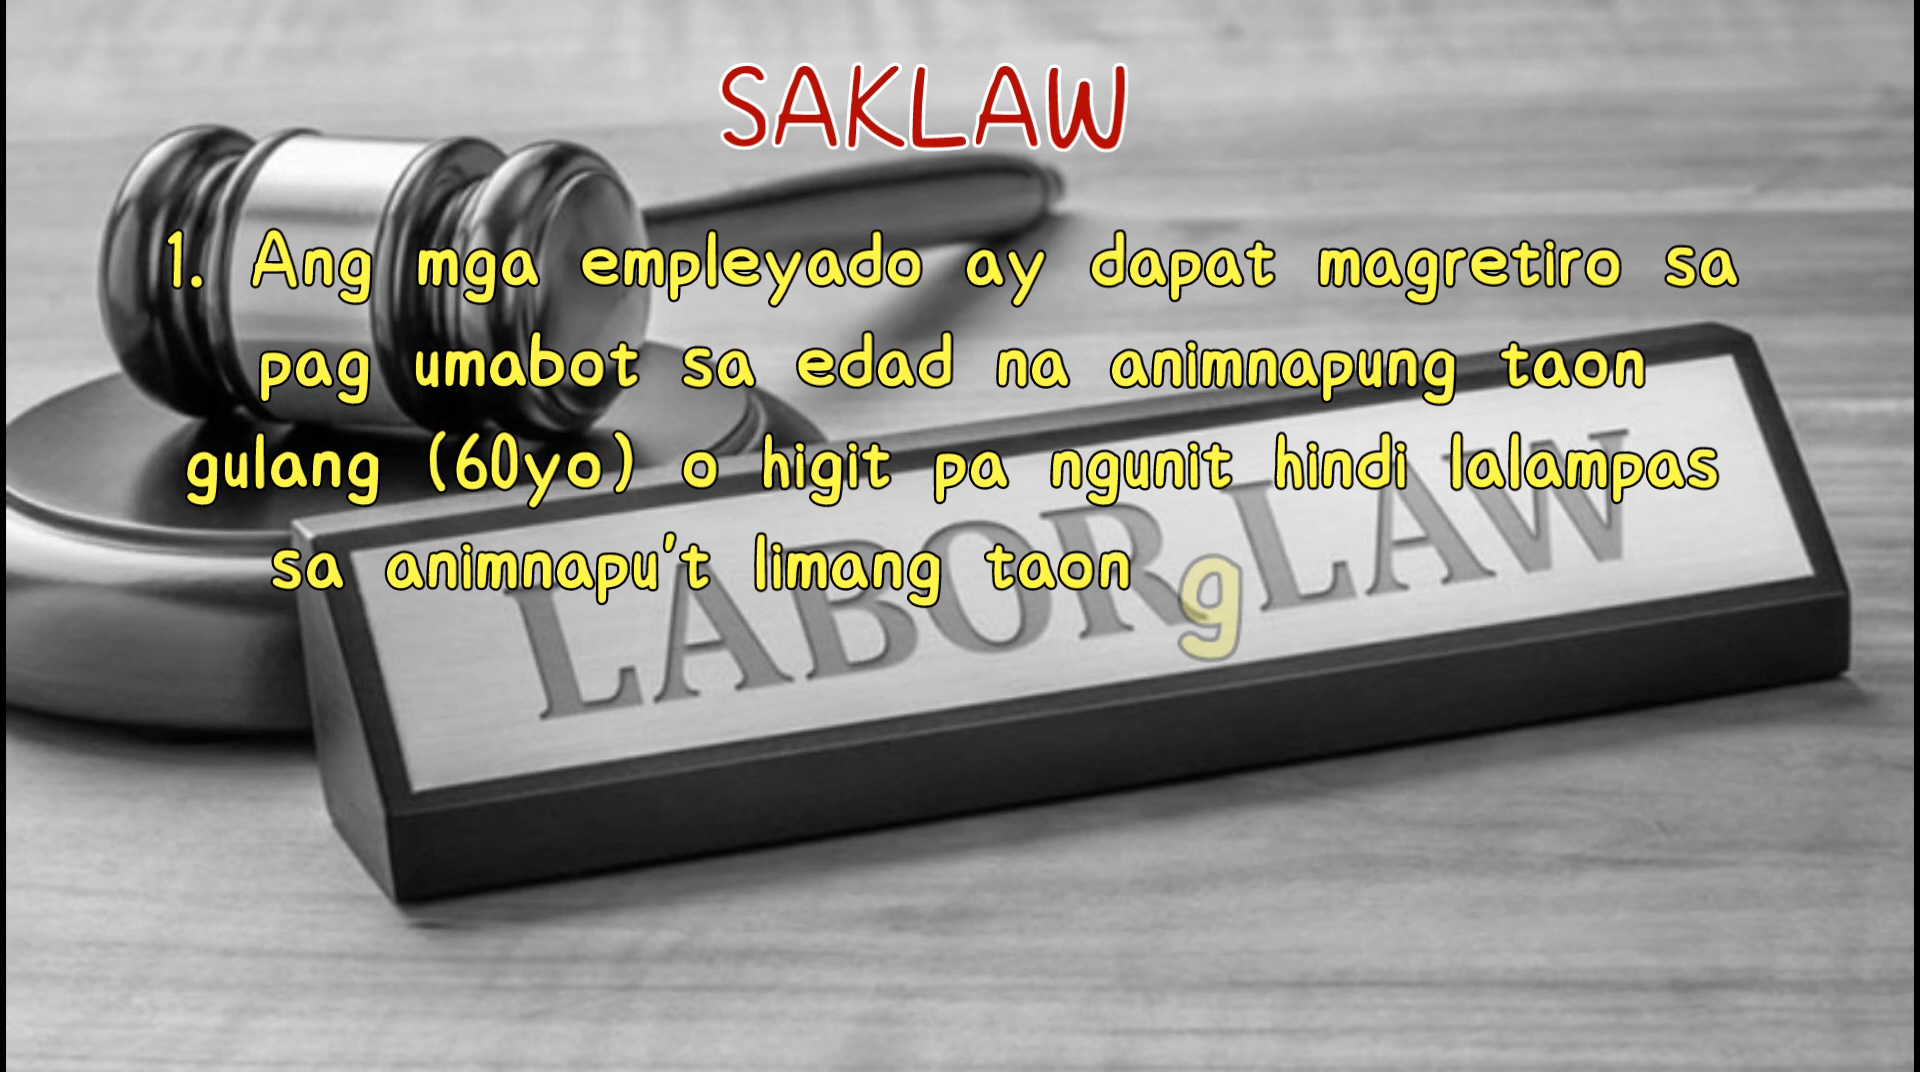 SAKLAW
1. Ang mga empleyado ay dapat magretiro sa
pag umabot sa edad na animnapung taon
gulang (60yo) o higit pa ngunit hindi lalampas
sa animnapu't limang taon g
LABOR LAW